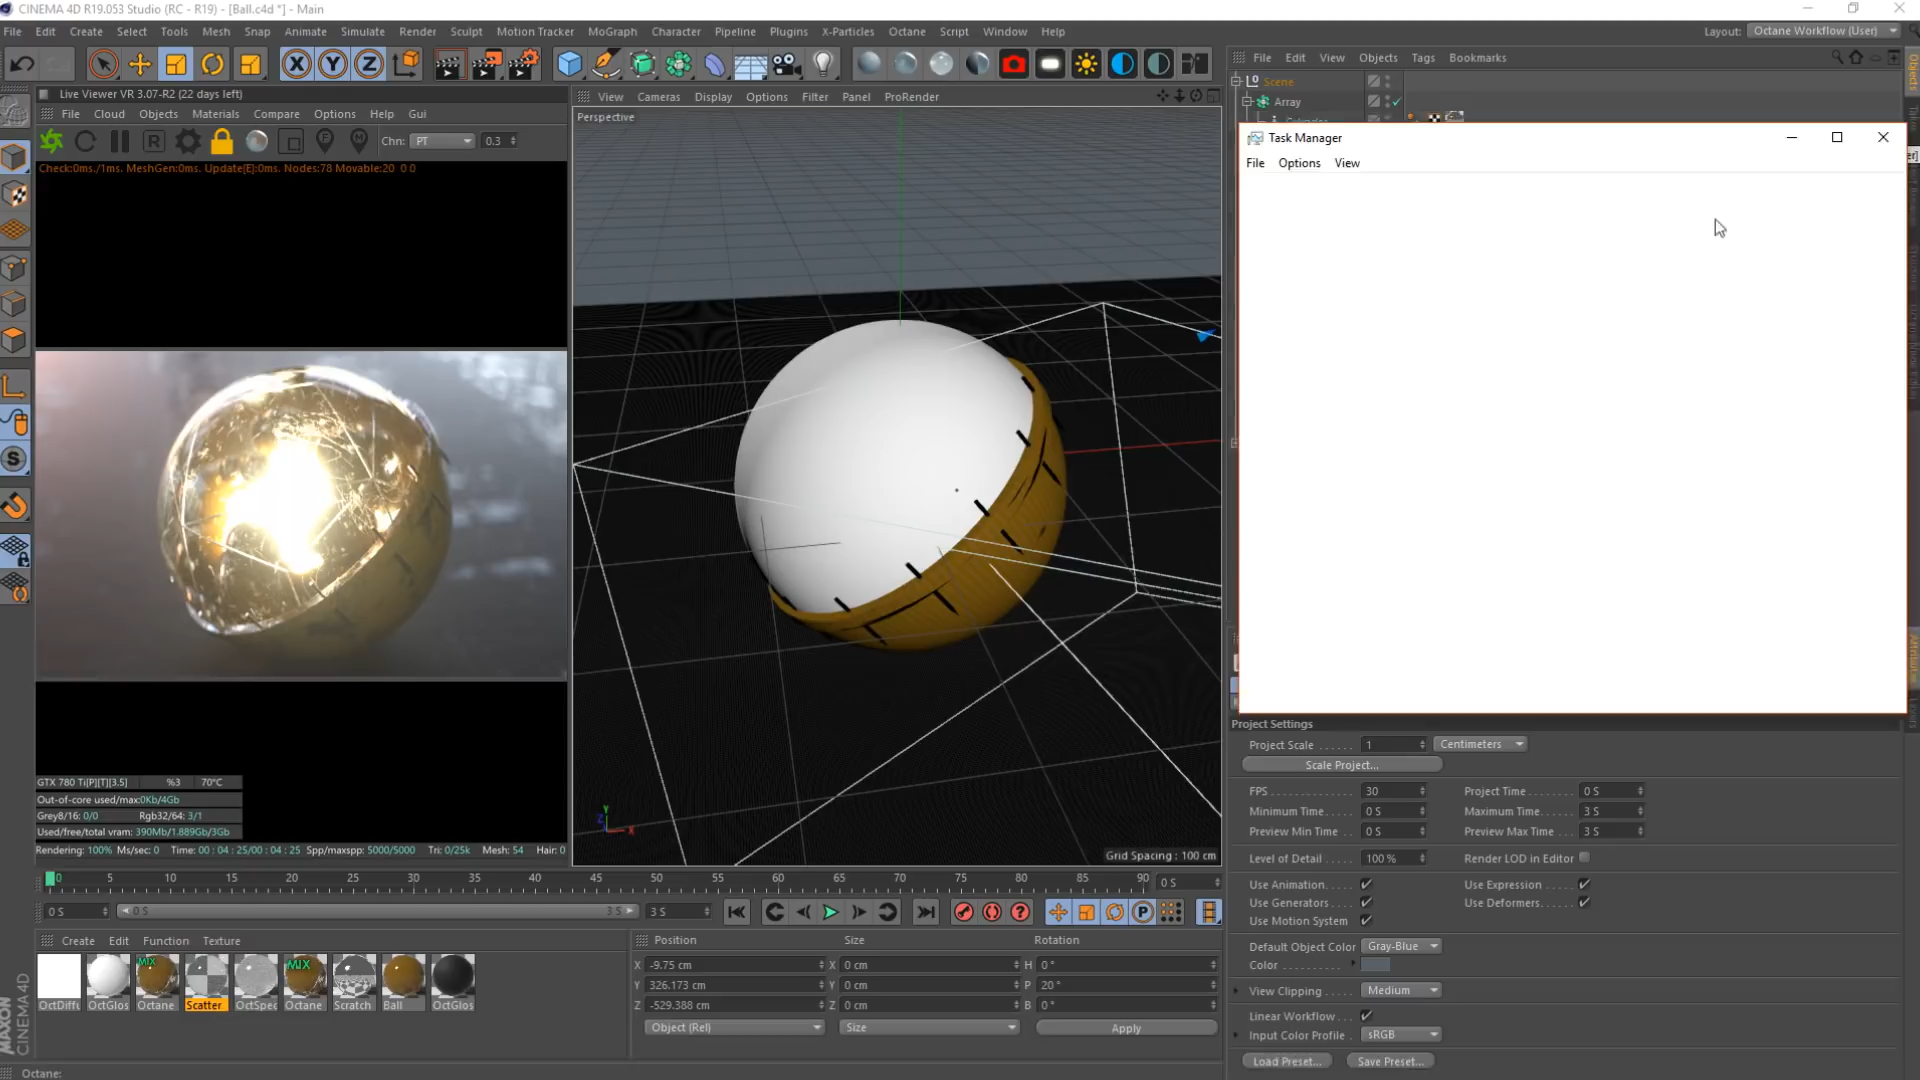 CINEMA 4D R19.053 Studio (RC - R19) - [Ball.c4d *] - Main
File Edit Create Select Tools Mesh Snap Animate Simulate Render Sculpt Motion Tracker MoGraph Character Pipeline Plugins X-Particles Octane Script Window Help
Layout: Octane Workflow (User)
X Y Z
File Edit View Objects Tags Bookmarks
Live Viewer VR 3.07-R2 (22 days left)
File Cloud Objects Materials Compare Options Help Gui
R Chn: PT 0.3
Check:0ms./1ms. MeshGen:0ms. Update[E]:0ms. Nodes:78 Movable:20 0 0
View Cameras Display Options Filter Panel ProRender
Perspective
Scene
Array
Objects
Task Manager
File Options View
Y
Z
X
Grid Spacing : 100 cm
GTX 780 Ti[P][T][3.5] %3 70°C
Out-of-core used/max:0Kb/4Gb
Grey8/16: 0/0 Rgb32/64: 3/1
Used/free/total vram: 390Mb/1.889Gb/3Gb
Rendering: 100% Ms/sec: 0 Time: 00 : 04 : 25/00 : 04 : 25 Spp/maxspp: 5000/5000 Tri: 0/25k Mesh: 54 Hair: 0
0 5 10 15 20 25 30 35 40 45 50 55 60 65 70 75 80 85 90 0 S
0 S 0 S 3 S 3 S
Create Edit Function Texture
MIX MIX
OctDiffu OctGlos Octane Scatter OctSpec Octane Scratch Ball OctGlos
Position Size Rotation
X -9.75 cm X 0 cm H 0 °
Y 326.173 cm Y 0 cm P 20 °
Z -529.388 cm Z 0 cm B 0 °
Object (Rel) Size Apply
Project Settings
Project Scale 1 Centimeters
Scale Project...
FPS 30 Project Time 0 S
Minimum Time 0 S Maximum Time 3 S
Preview Min Time 0 S Preview Max Time 3 S
Level of Detail 100 % Render LOD in Editor
Use Animation Use Expression
Use Generators Use Deformers
Use Motion System
Default Object Color Gray-Blue
Color
View Clipping Medium
Linear Workflow
Input Color Profile sRGB
Load Preset... Save Preset...
MAXON
CINEMA 4D
Octane: